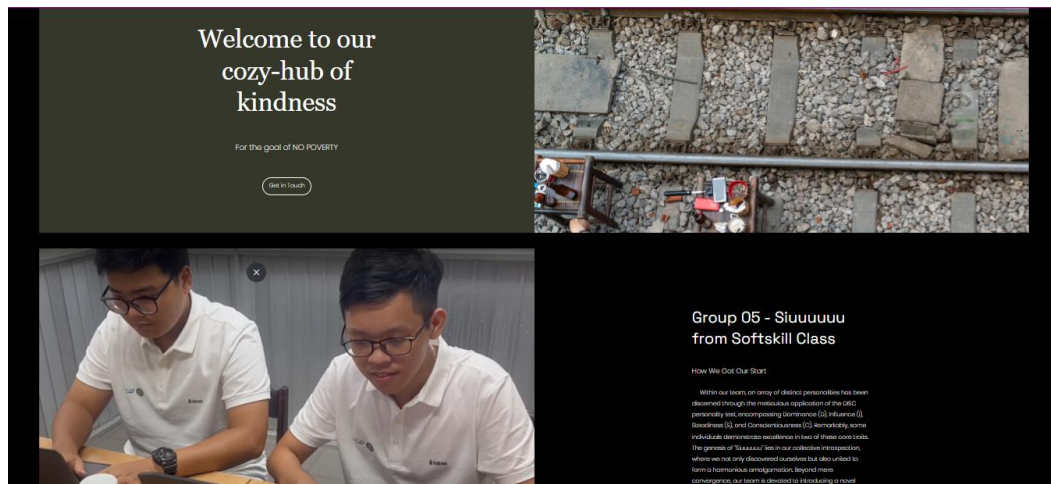 Welcome to our
cozy-hub of
kindness
For the goal of NO POVERTY
Get in Touch
Group 05 - Siuuuuuu
from Softskill Class
How We Got Our Start
Within our team, an array of distinct personalities has been
discerned through the meticulous application of the DISC
personality test, encompassing Dominance (D), Influence (I),
Steadiness (S), and Conscientiousness (C). Remarkably, some
individuals demonstrate excellence in two of these core traits.
The genesis of "Siuuuuuu" lies in our collective introspection,
where we not only discovered ourselves but also united to
form a harmonious amalgamation. Beyond mere
convergence, our team is devoted to introducing a novel